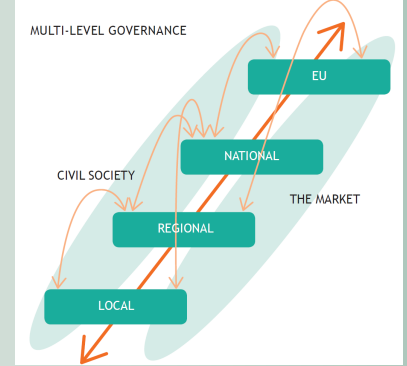 MULTI-LEVEL GOVERNANCE
EU
NATIONAL
CIVIL SOCIETY
THE MARKET
REGIONAL
LOCAL